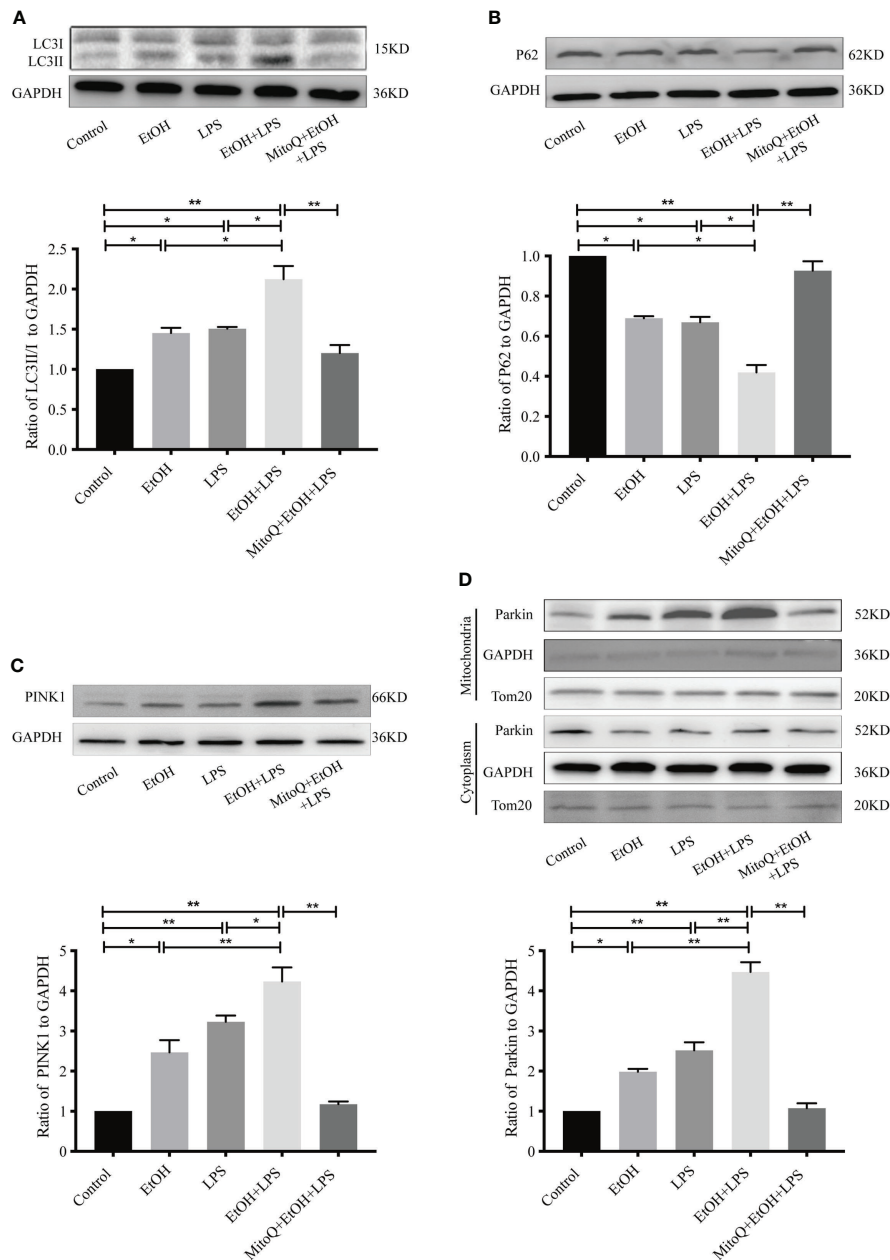 A
LC3I
LC3II
15KD
GAPDH
36KD
Control
EtOH
LPS
EtOH+LPS
MitoQ+EtOH
+LPS
**
*
*
**
*
*
Ratio of LC3II/I to GAPDH
2.5
2.0
1.5
1.0
0.5
0.0
Control
EtOH
LPS
EtOH+LPS
MitoQ+EtOH+LPS
B
P62
62KD
GAPDH
36KD
Control
EtOH
LPS
EtOH+LPS
MitoQ+EtOH
+LPS
**
*
*
**
*
*
Ratio of P62 to GAPDH
1.0
0.8
0.6
0.4
0.2
0.0
Control
EtOH
LPS
EtOH+LPS
MitoQ+EtOH+LPS
C
PINK1
66KD
GAPDH
36KD
Control
EtOH
LPS
EtOH+LPS
MitoQ+EtOH
+LPS
**
**
*
**
*
**
Ratio of PINK1 to GAPDH
5
4
3
2
1
0
Control
EtOH
LPS
EtOH+LPS
MitoQ+EtOH+LPS
D
Mitochondria
Parkin
52KD
GAPDH
36KD
Tom20
20KD
Cytoplasm
Parkin
52KD
GAPDH
36KD
Tom20
20KD
Control
EtOH
LPS
EtOH+LPS
MitoQ+EtOH
+LPS
**
**
**
**
*
**
Ratio of Parkin to GAPDH
5
4
3
2
1
0
Control
EtOH
LPS
EtOH+LPS
MitoQ+EtOH+LPS